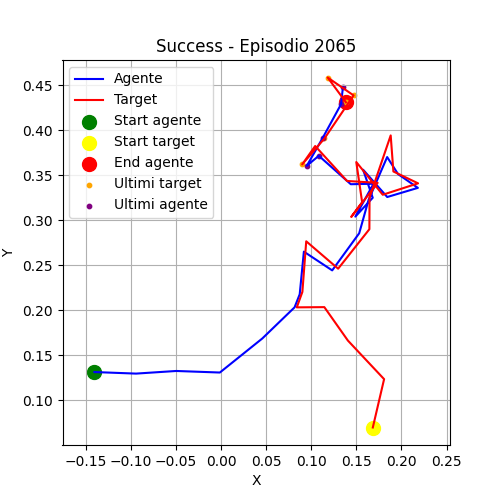 Success - Episodio 2065
Agente
Target
Start agente
Start target
End agente
Ultimi target
Ultimi agente
Y
0.45
0.40
0.35
0.30
0.25
0.20
0.15
0.10
−0.15 −0.10 −0.05 0.00 0.05 0.10 0.15 0.20 0.25
X